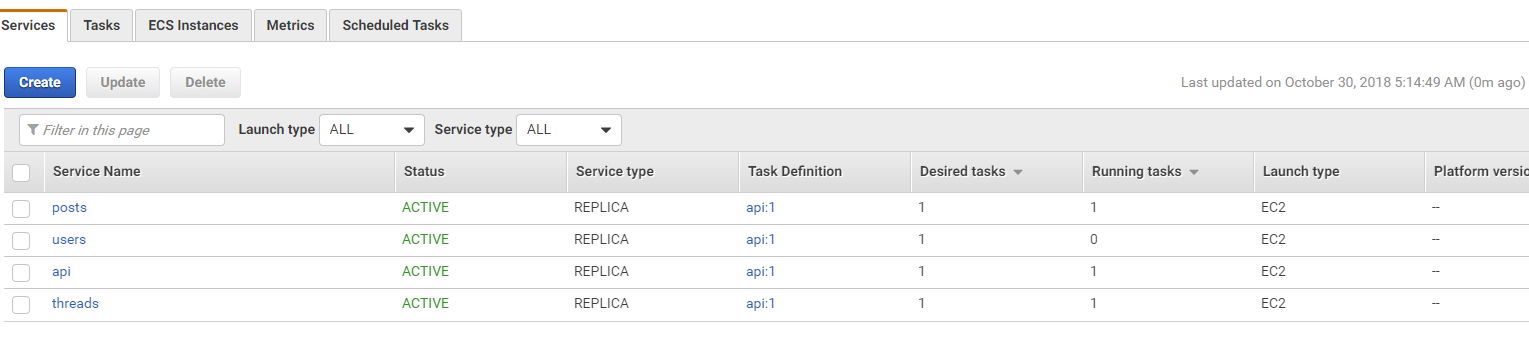 Services Tasks ECS Instances Metrics Scheduled Tasks
Create Update Delete Last updated on October 30, 2018 5:14:49 AM (0m ago)
Filter in this page Launch type ALL Service type ALL
Service Name Status Service type Task Definition Desired tasks Running tasks Launch type Platform versio
posts ACTIVE REPLICA api:1 1 1 EC2 --
users ACTIVE REPLICA api:1 1 0 EC2 --
api ACTIVE REPLICA api:1 1 1 EC2 --
threads ACTIVE REPLICA api:1 1 1 EC2 --